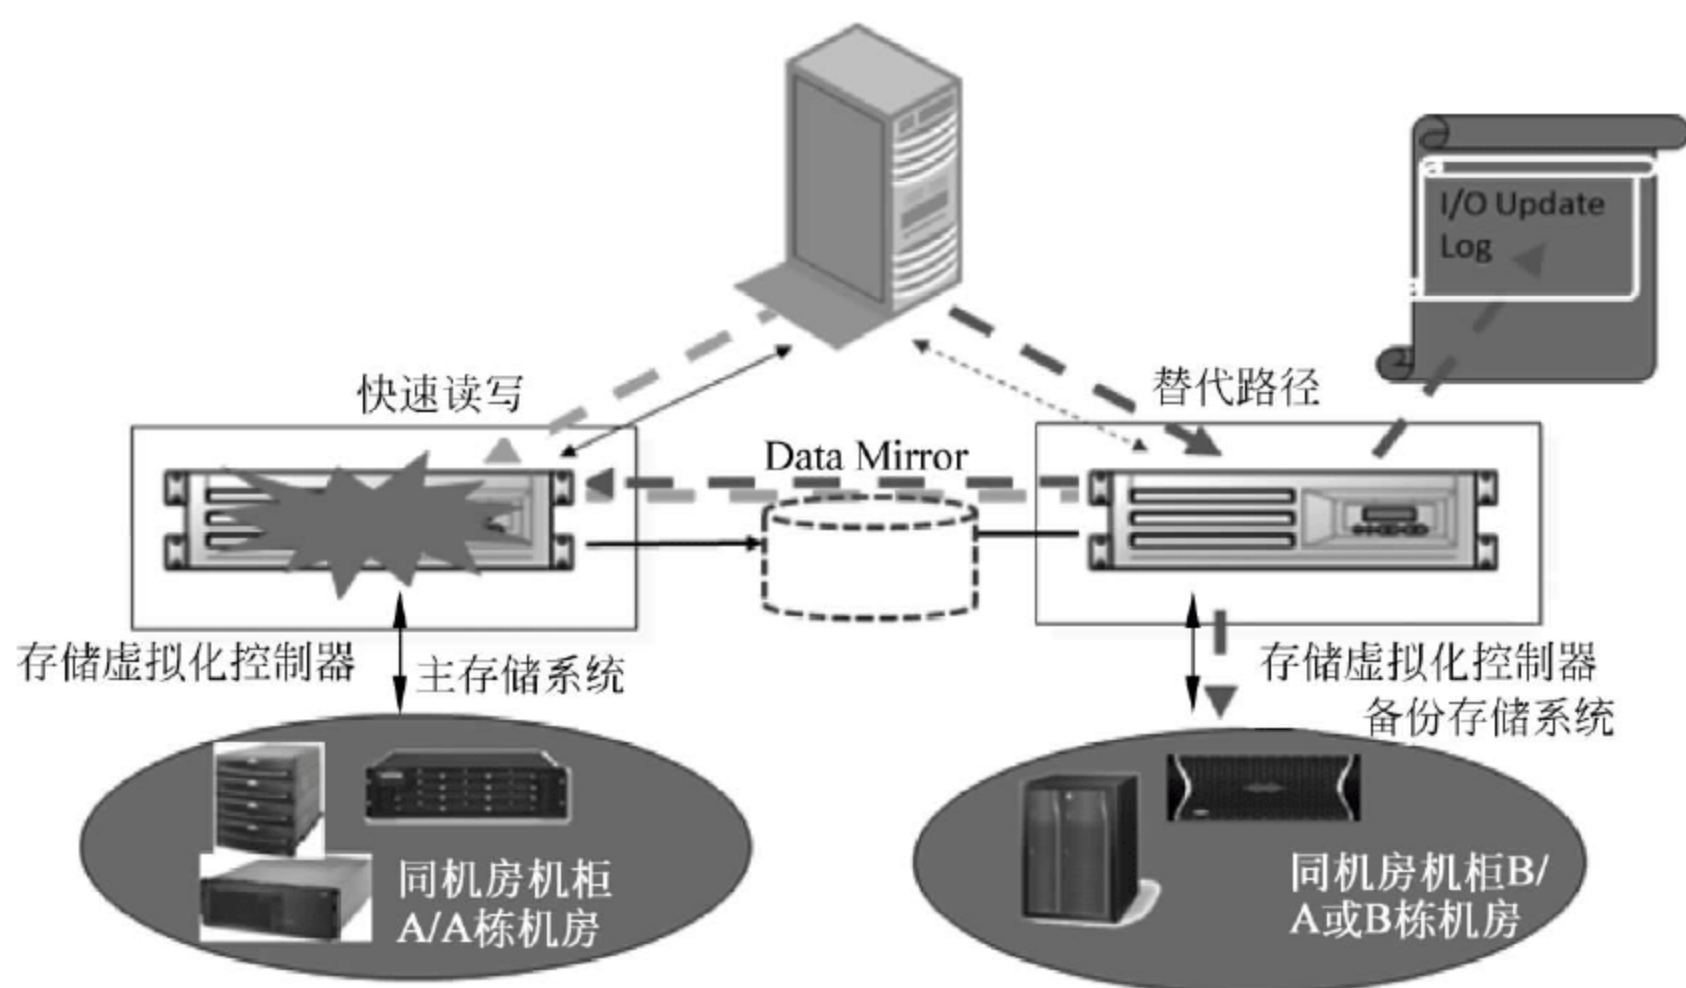 I/O Update
Log
快速读写
替代路径
Data Mirror
存储虚拟化控制器
主存储系统
存储虚拟化控制器
备份存储系统
同机房机柜
A/A栋机房
同机房机柜B/
A或B栋机房